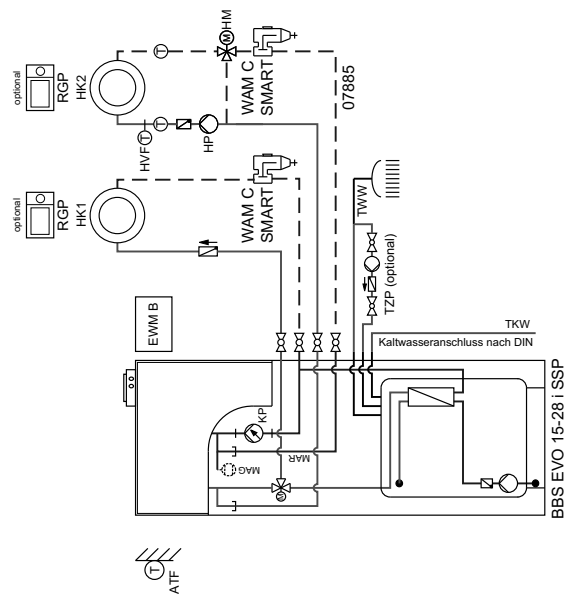 optional
RGP
HK2
HM
M
T
WAM C
SMART
HVF
T
T
HP
07885
optional
RGP
HK1
WAM C
SMART
TWW
TZP (optional)
EWM B
TKW
Kaltwasseranschluss nach DIN
KP
MAG
MAR
M
BBS EVO 15-28 i SSP
T
ATF